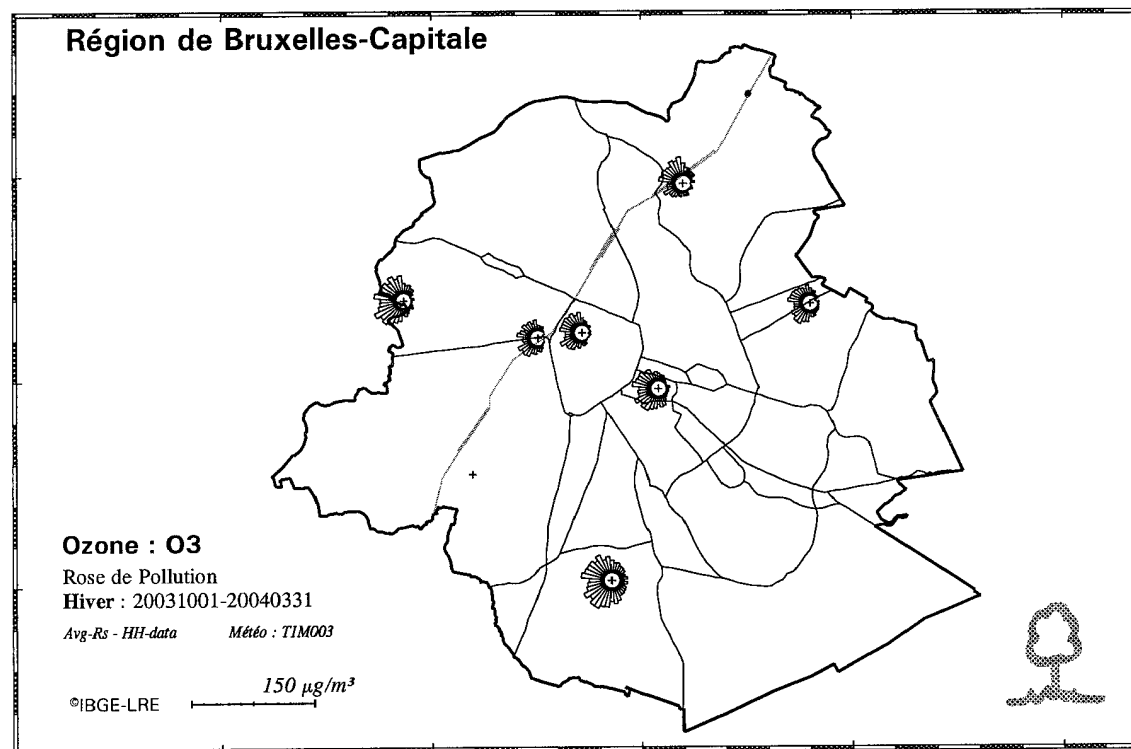 Région de Bruxelles-Capitale
Ozone : O3
Rose de Pollution
Hiver : 20031001-20040331
Avg-Rs - HH-data Météo : T1M003
150 µg/m³
©IBGE-LRE